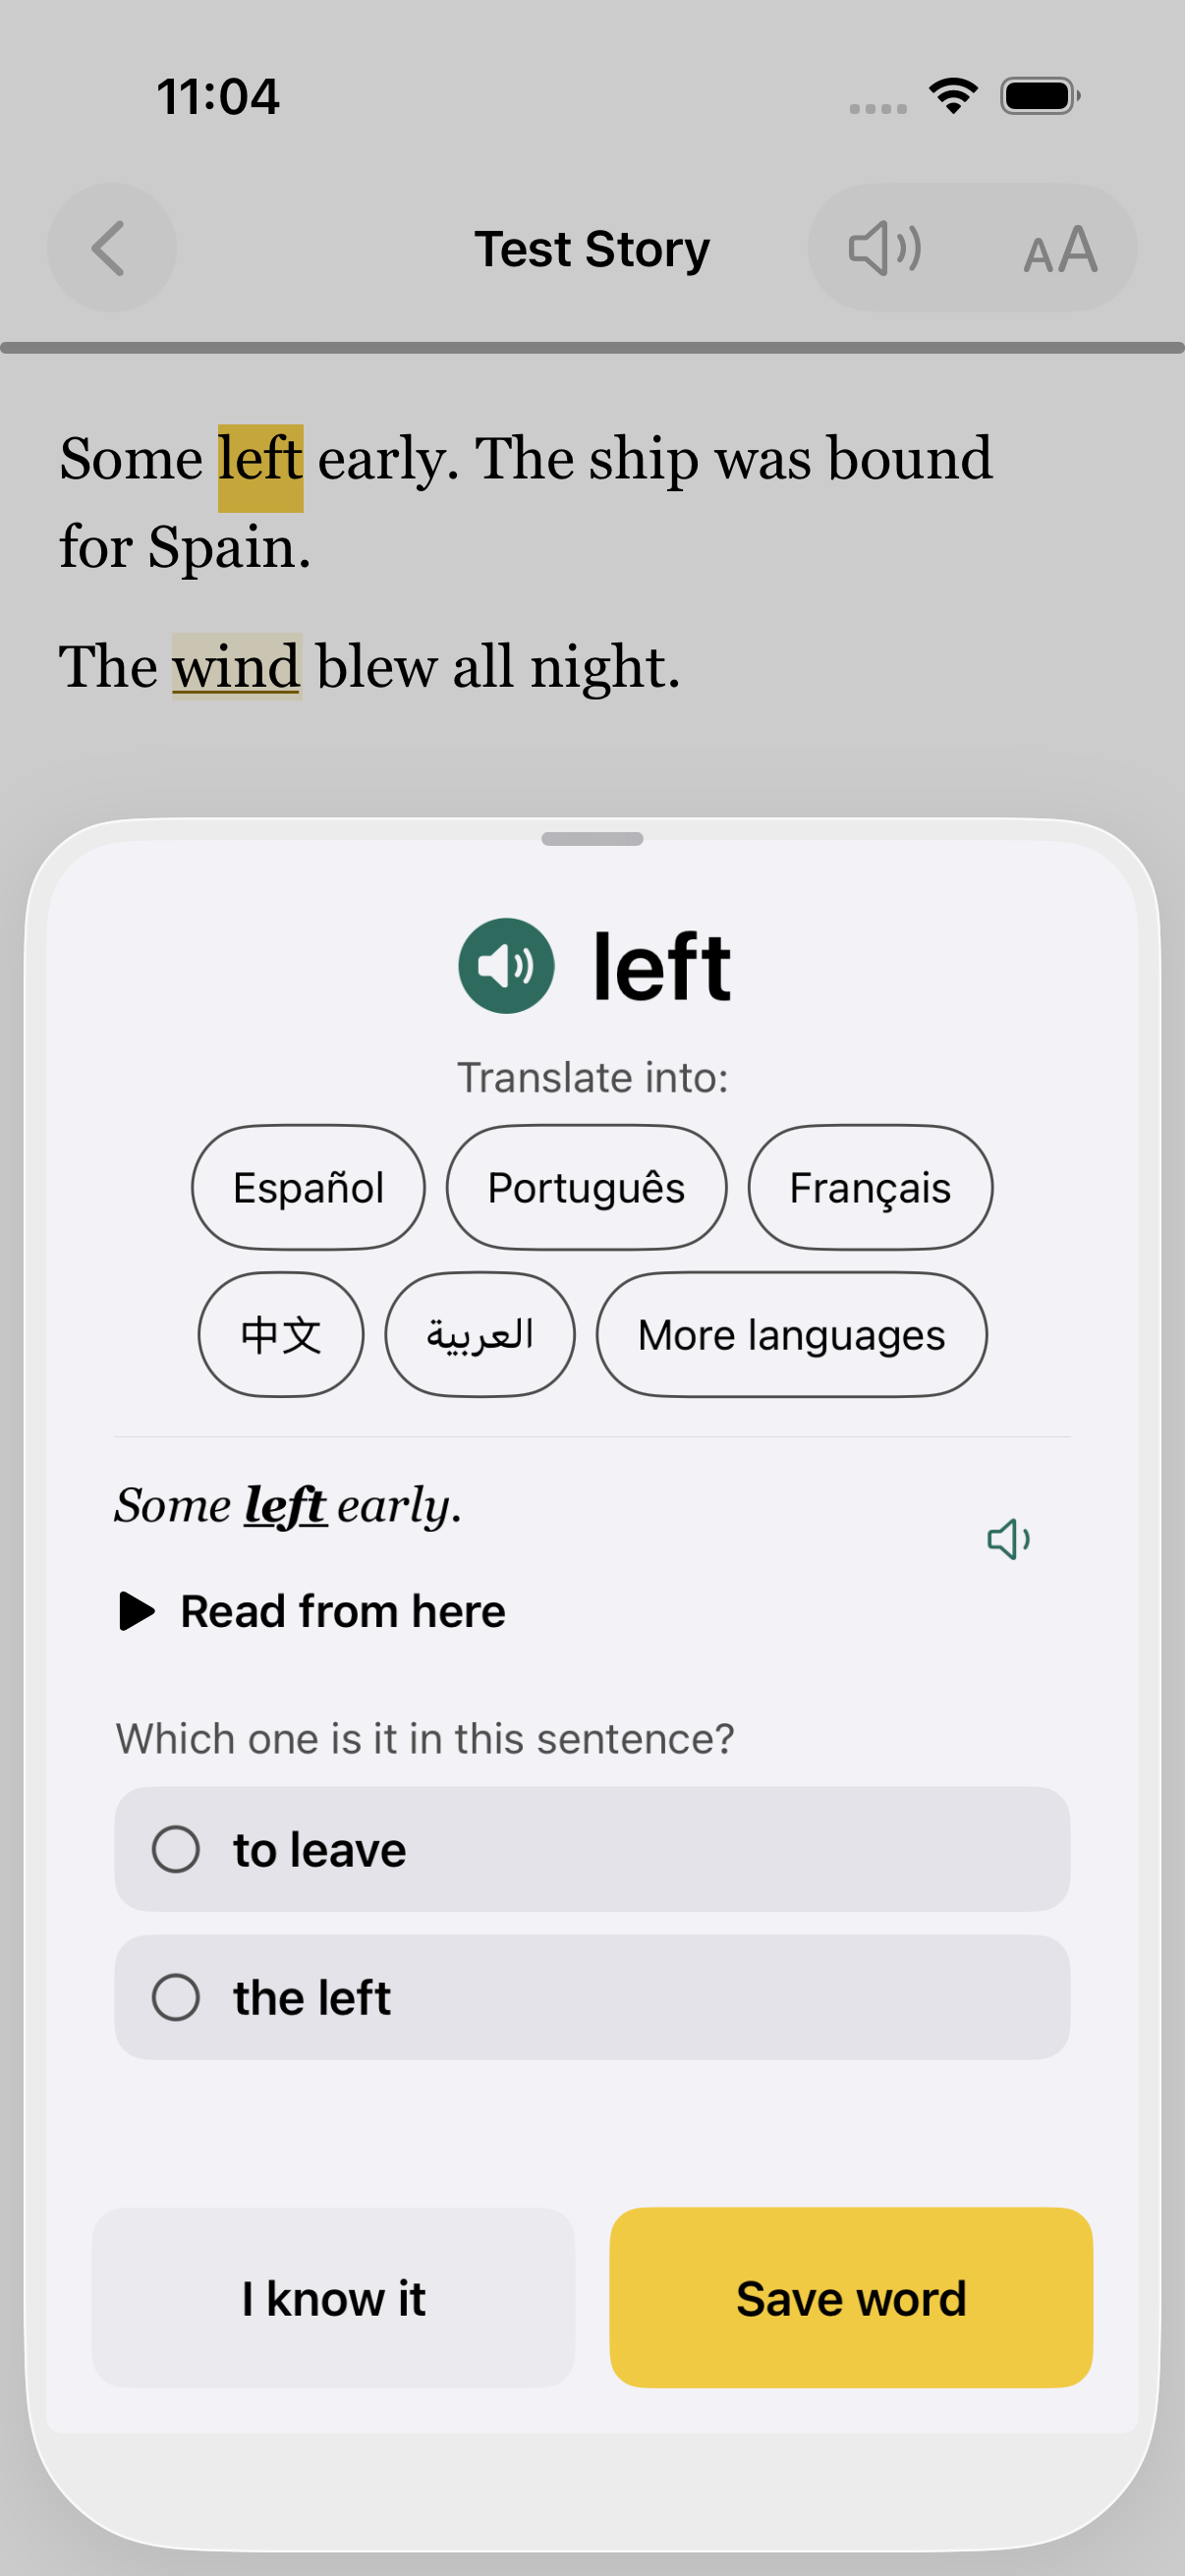 11:04
Test Story
AA
Some left early. The ship was bound
for Spain.
The wind blew all night.
left
Translate into:
Español Português Français
中文 العربية More languages
Some left early.
Read from here
Which one is it in this sentence?
to leave
the left
I know it Save word